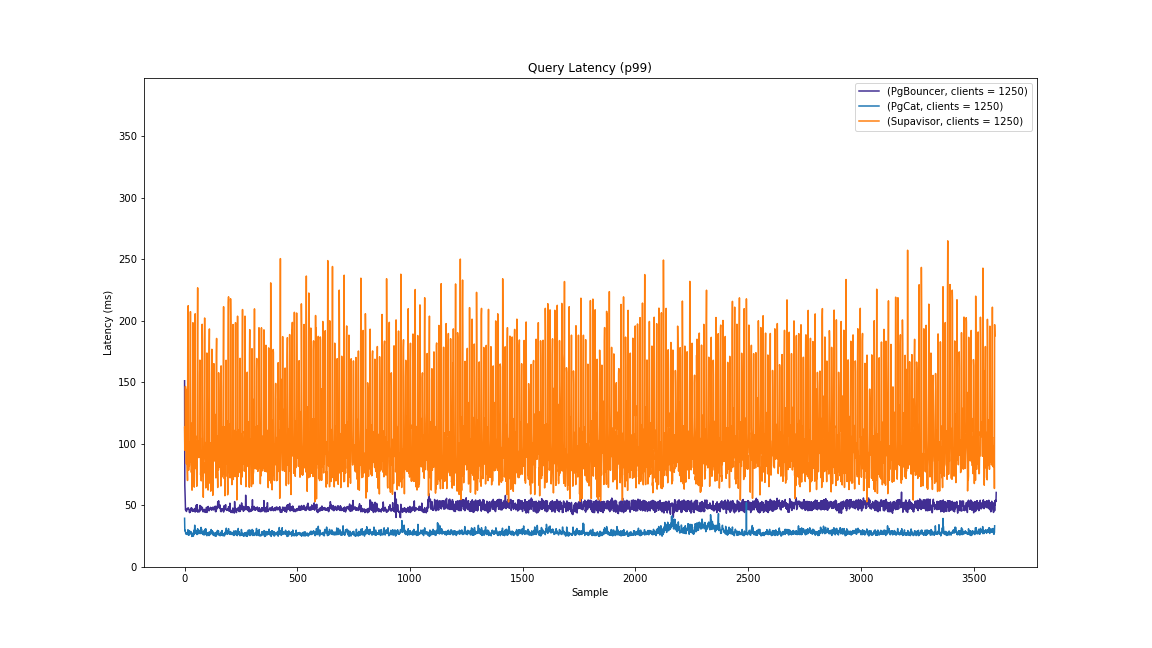 Query Latency (p99)
(PgBouncer, clients = 1250)
(PgCat, clients = 1250)
(Supavisor, clients = 1250)
Latency (ms)
350
300
250
200
150
100
50
0
0 500 1000 1500 2000 2500 3000 3500
Sample